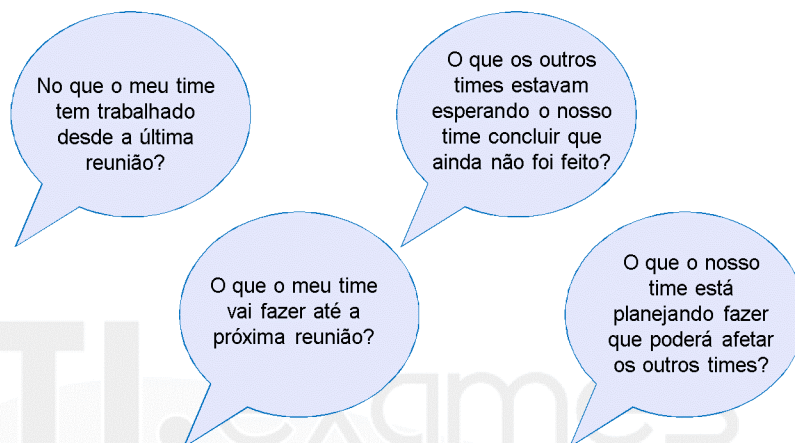 No que o meu time
tem trabalhado
desde a última
reunião?
O que os outros
times estavam
esperando o nosso
time concluir que
ainda não foi feito?
O que o meu time
vai fazer até a
próxima reunião?
O que o nosso
time está
planejando fazer
que poderá afetar
os outros times?
TI.exames